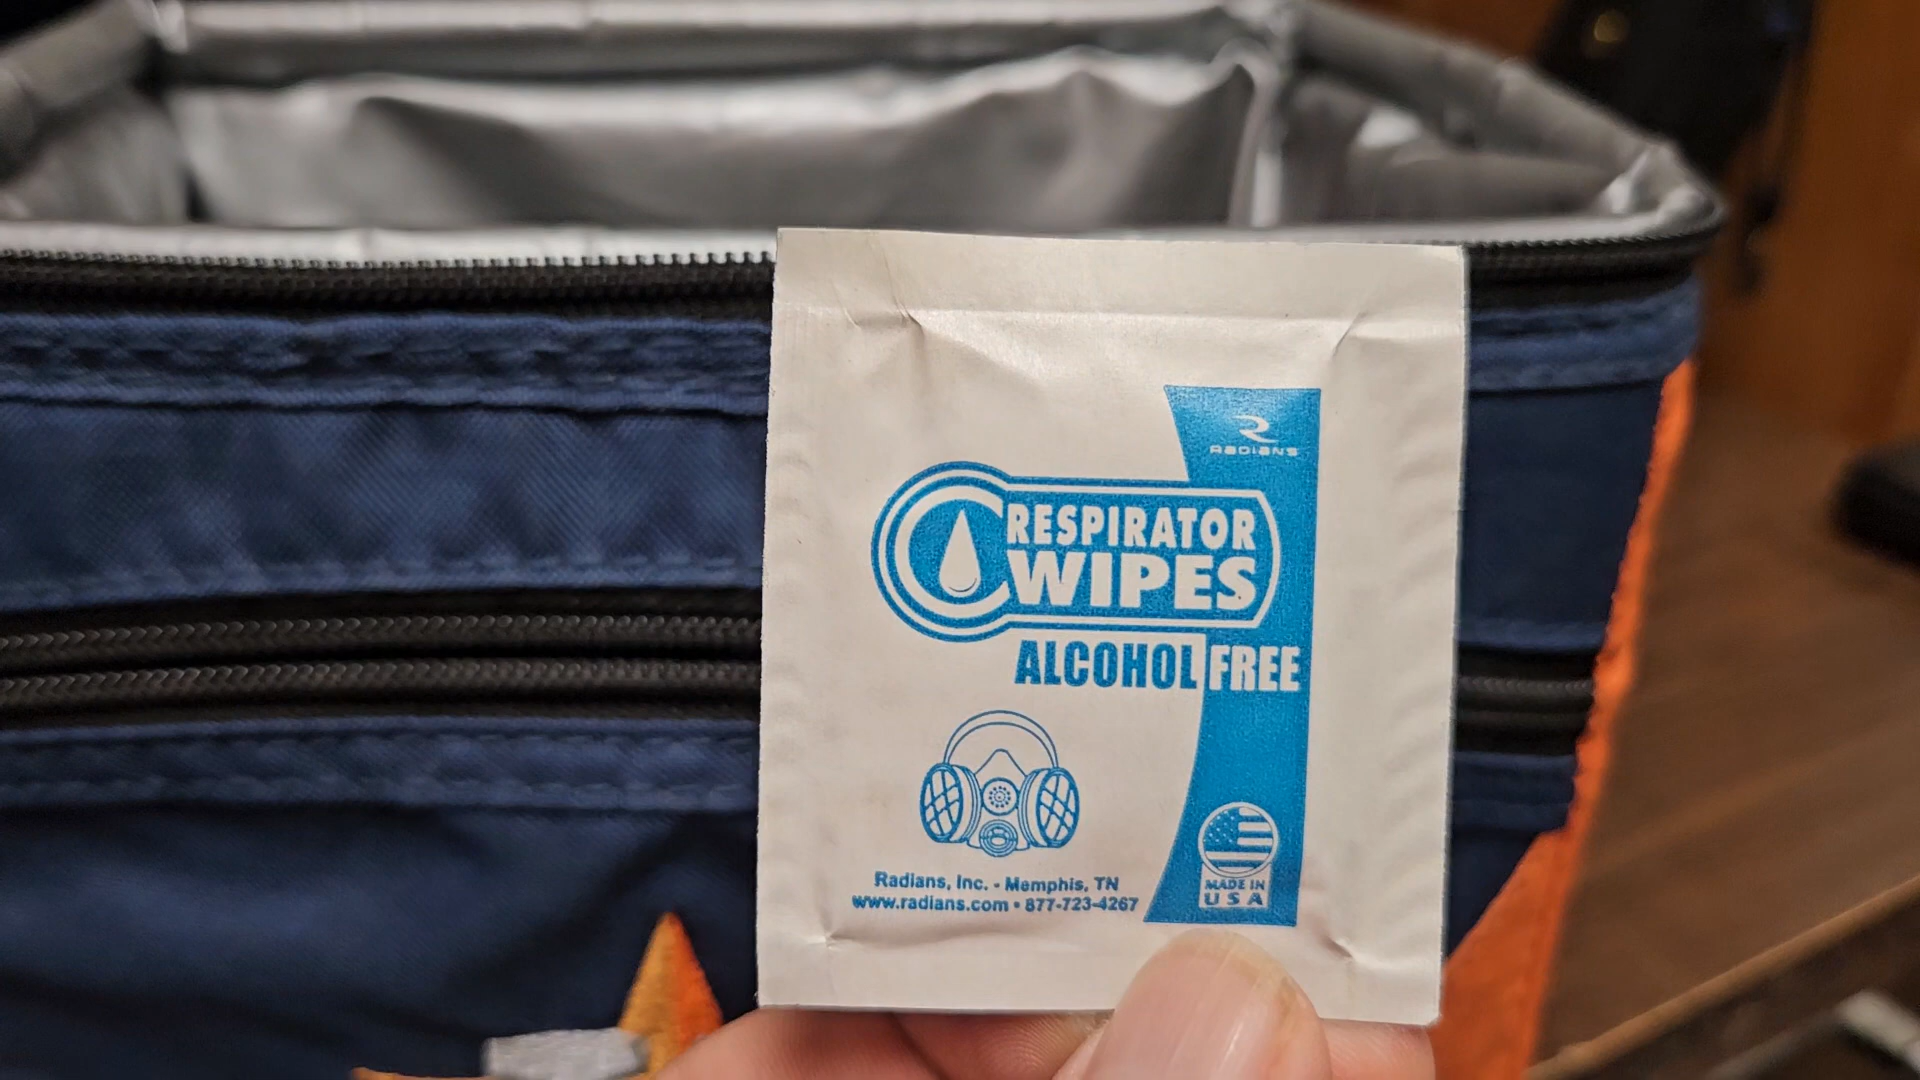 RADIANS
RESPIRATOR
WIPES
ALCOHOL FREE
Radians, Inc. - Memphis, TN
www.radians.com • 877-723-4267
MADE IN
USA